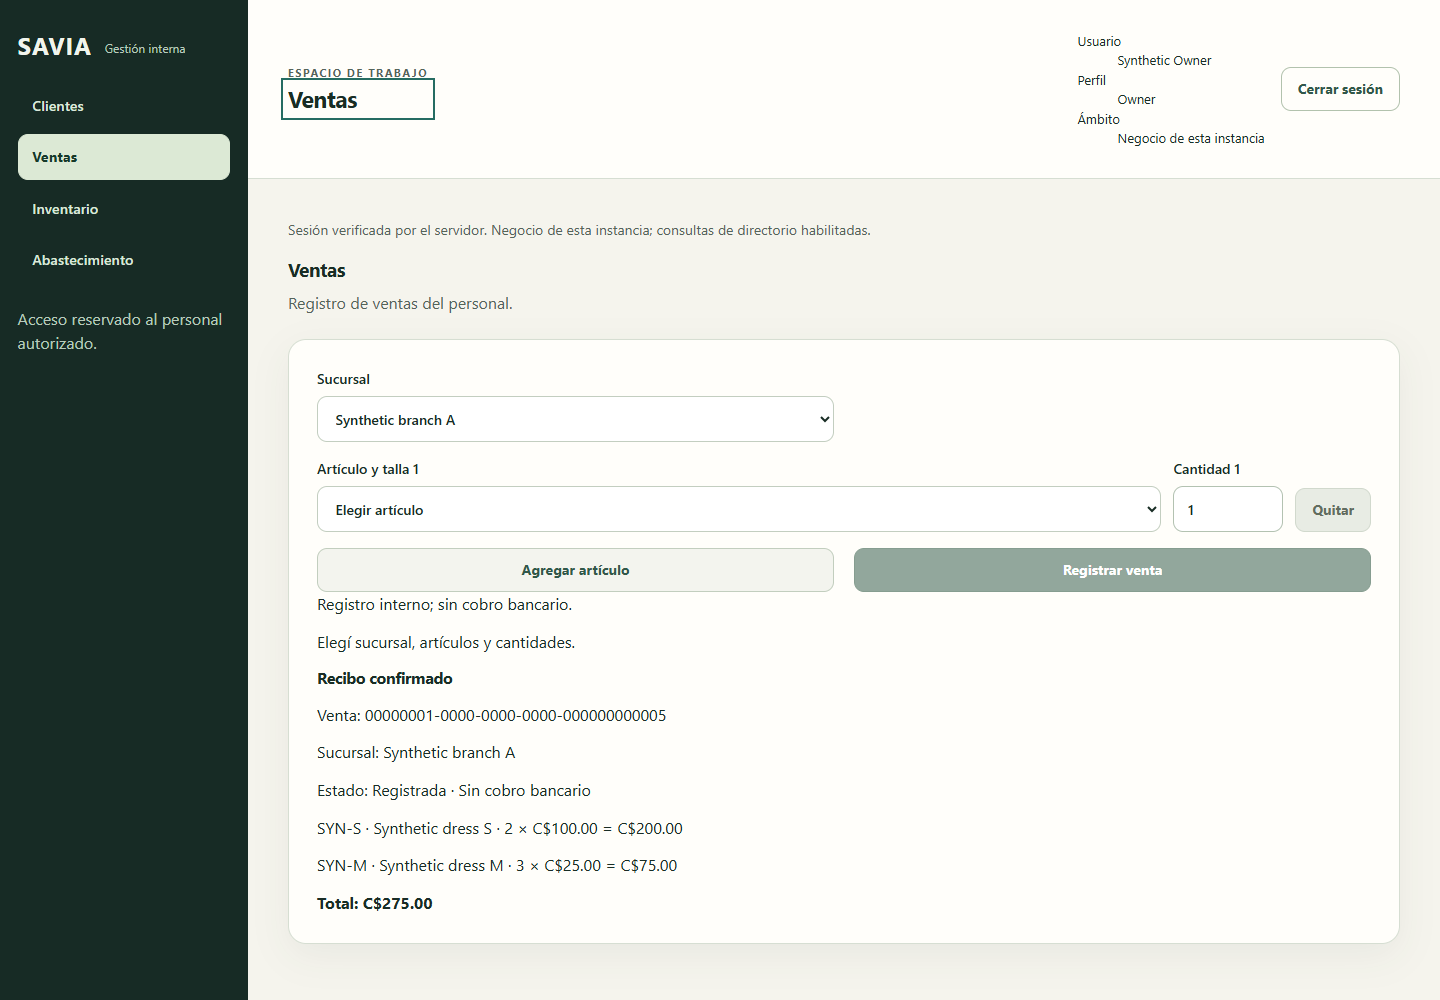 SAVIA Gestión interna
Clientes
Ventas
Inventario
Abastecimiento
Acceso reservado al personal
autorizado.
ESPACIO DE TRABAJO
Ventas
Usuario
Synthetic Owner
Perfil
Owner
Ámbito
Negocio de esta instancia
Cerrar sesión
Sesión verificada por el servidor. Negocio de esta instancia; consultas de directorio habilitadas.
Ventas
Registro de ventas del personal.
Sucursal
Synthetic branch A
Artículo y talla 1
Cantidad 1
Elegir artículo
1
Quitar
Agregar artículo
Registrar venta
Registro interno; sin cobro bancario.
Elegí sucursal, artículos y cantidades.
Recibo confirmado
Venta: 00000001-0000-0000-0000-000000000005
Sucursal: Synthetic branch A
Estado: Registrada · Sin cobro bancario
SYN-S · Synthetic dress S · 2 × C$100.00 = C$200.00
SYN-M · Synthetic dress M · 3 × C$25.00 = C$75.00
Total: C$275.00